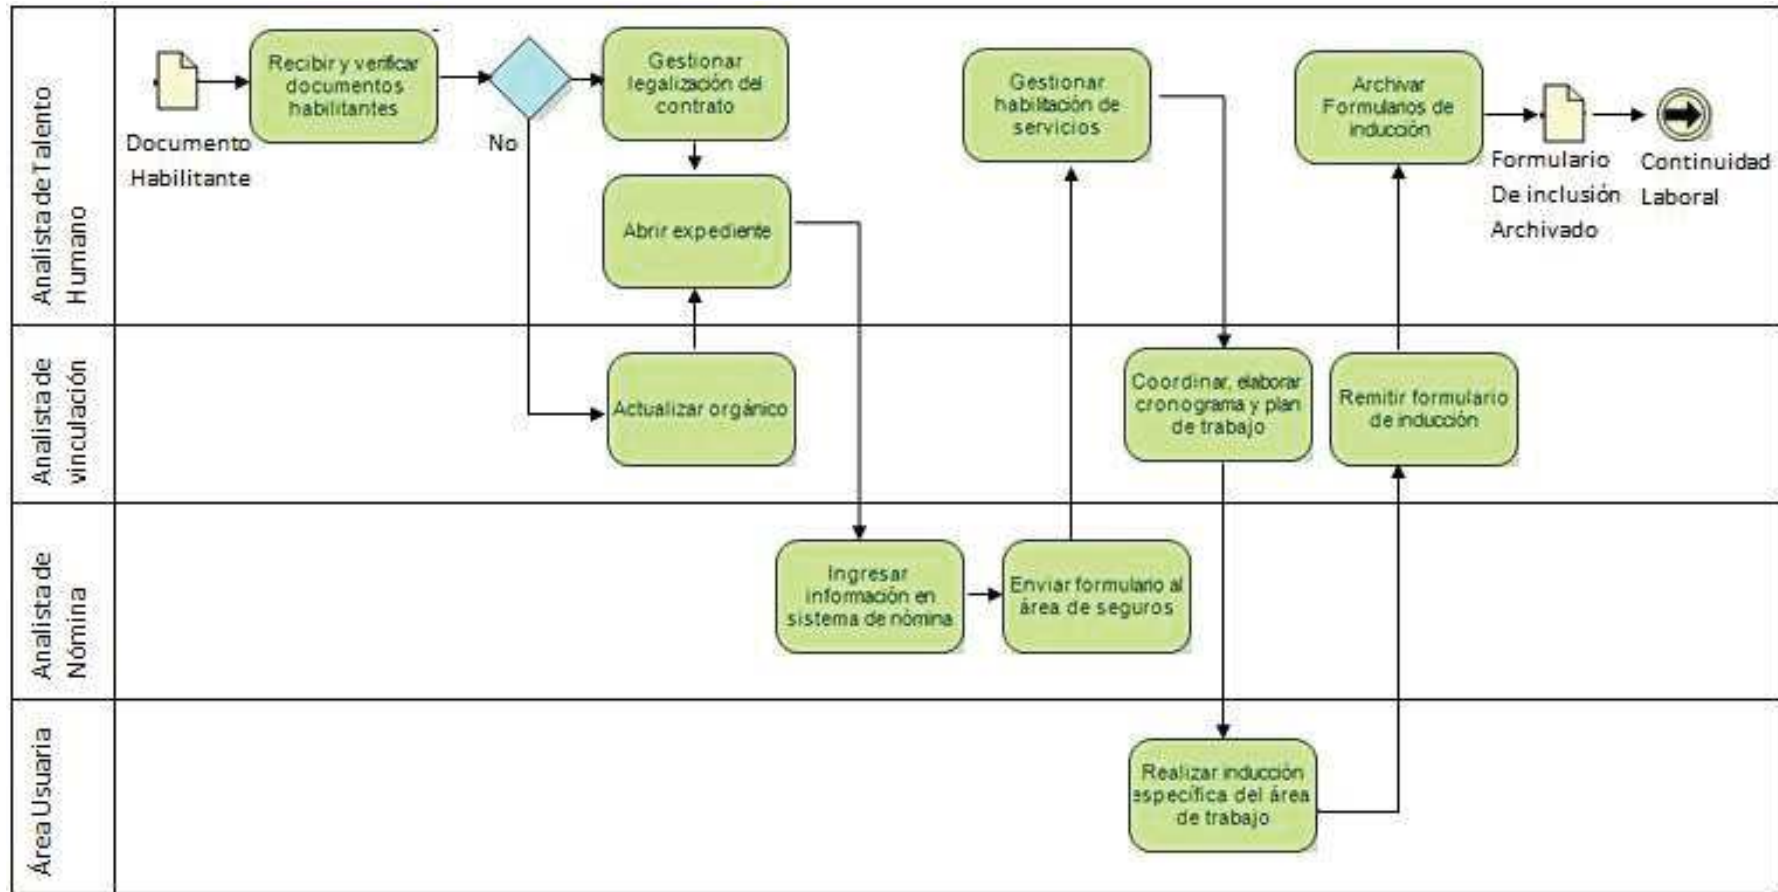 Analista de Talento
Humano
Documento
Habilitante
Recibir y verificar
documentos
habilitantes
No
Gestionar
legalización del
contrato
Abrir expediente
Gestionar
habilitación de
servicios
Archivar
Formularios de
inducción
Formulario
De inclusión
Archivado
Continuidad
Laboral
Analista de
vinculación
Actualizar orgánico
Coordinar, elaborar
cronograma y plan
de trabajo
Remitir formulario
de inducción
Analista de
Nómina
Ingresar
información en
sistema de nómina
Enviar formulario al
área de seguros
Área Usuaria
Realizar inducción
específica del área
de trabajo